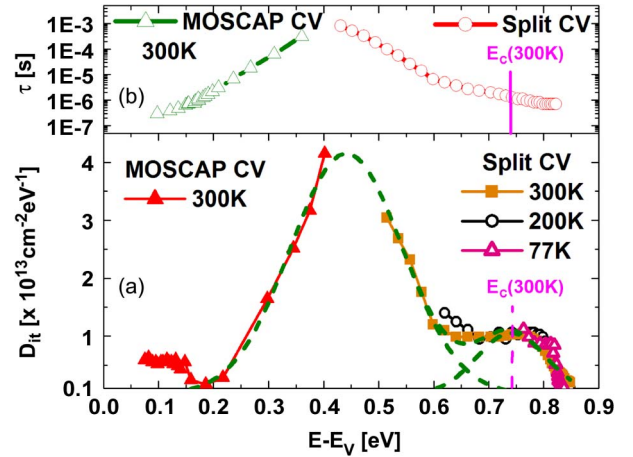 1E-3
1E-4
1E-5
1E-6
1E-7
τ [s]
MOSCAP CV
300K
Split CV
E_C(300K)
(b)
4
3
2
1
0.1
D_it [x 10^13 cm^-2 eV^-1]
MOSCAP CV
300K
Split CV
300K
200K
77K
(a)
E_C(300K)
0.0 0.1 0.2 0.3 0.4 0.5 0.6 0.7 0.8 0.9
E-E_V [eV]